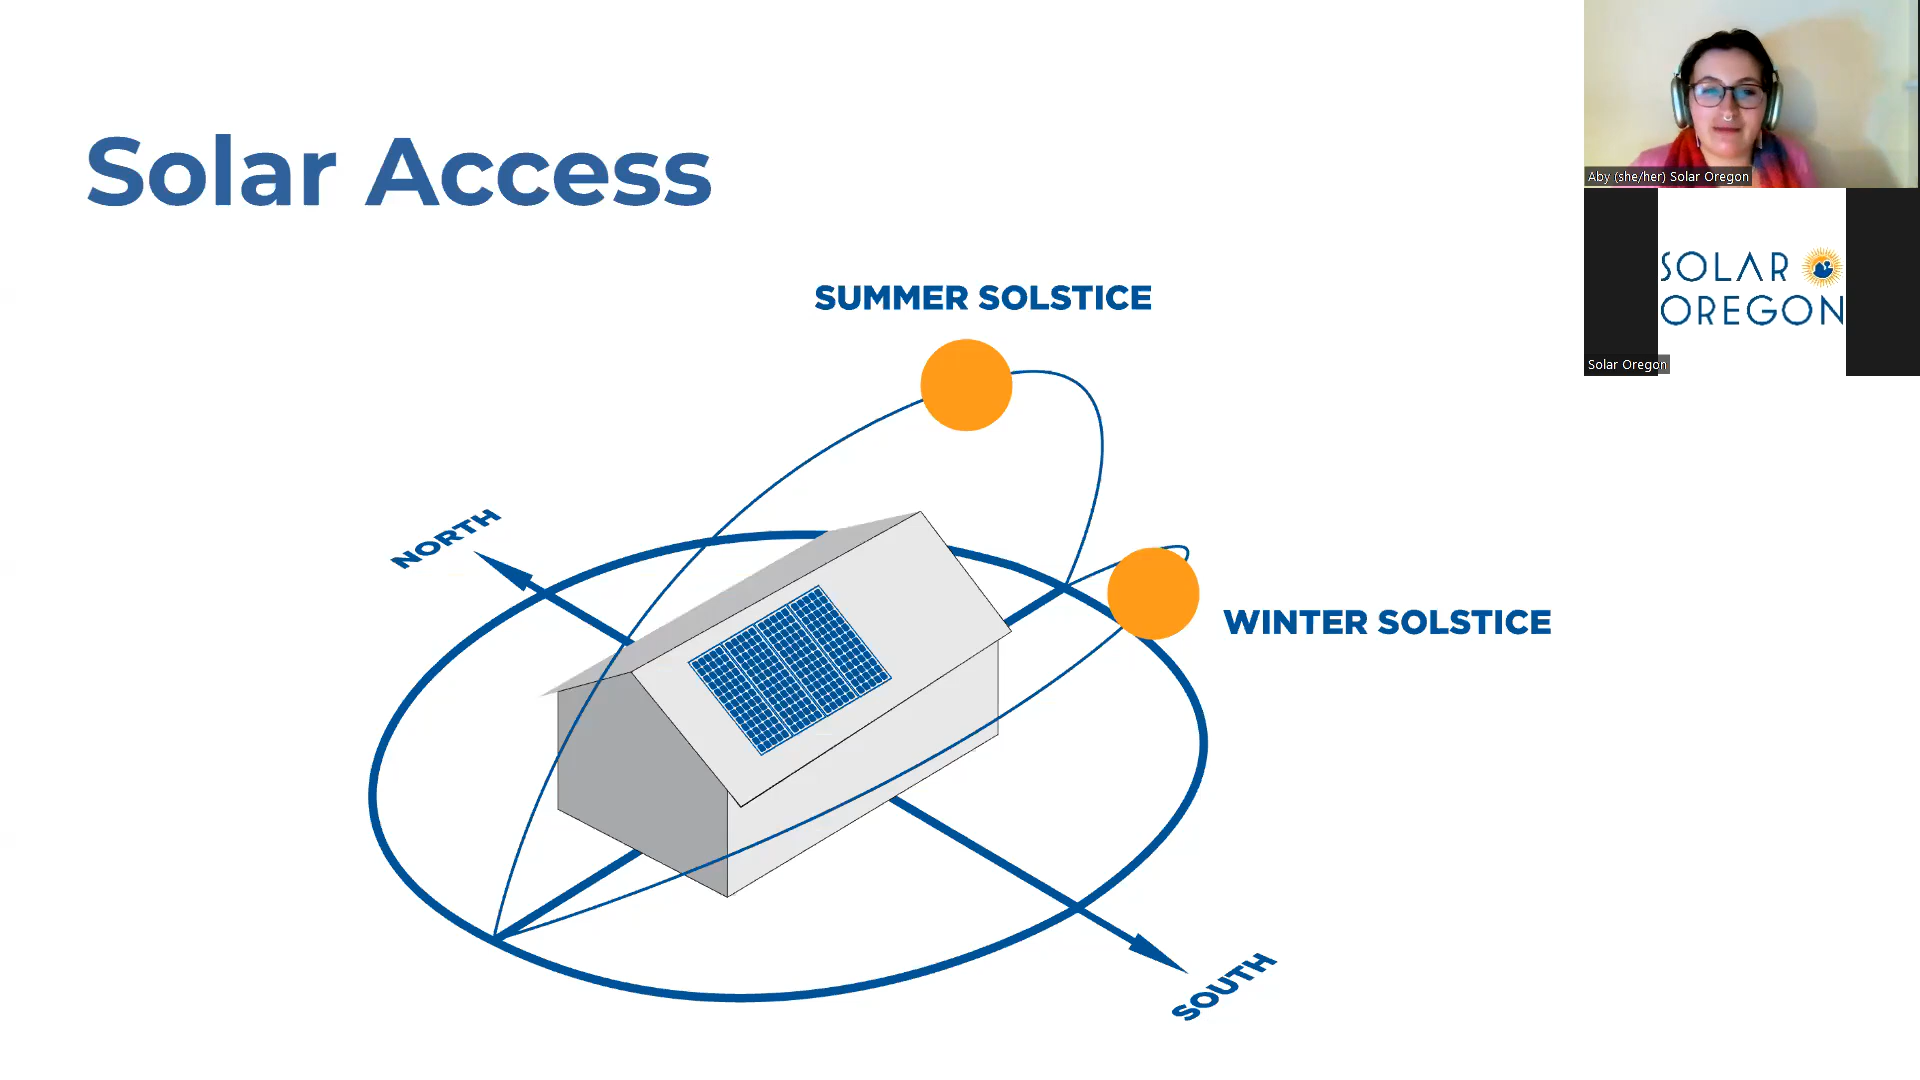 Solar Access
SUMMER SOLSTICE
NORTH
WINTER SOLSTICE
SOUTH
Aby (she/her) Solar Oregon
SOLAR
OREGON
Solar Oregon